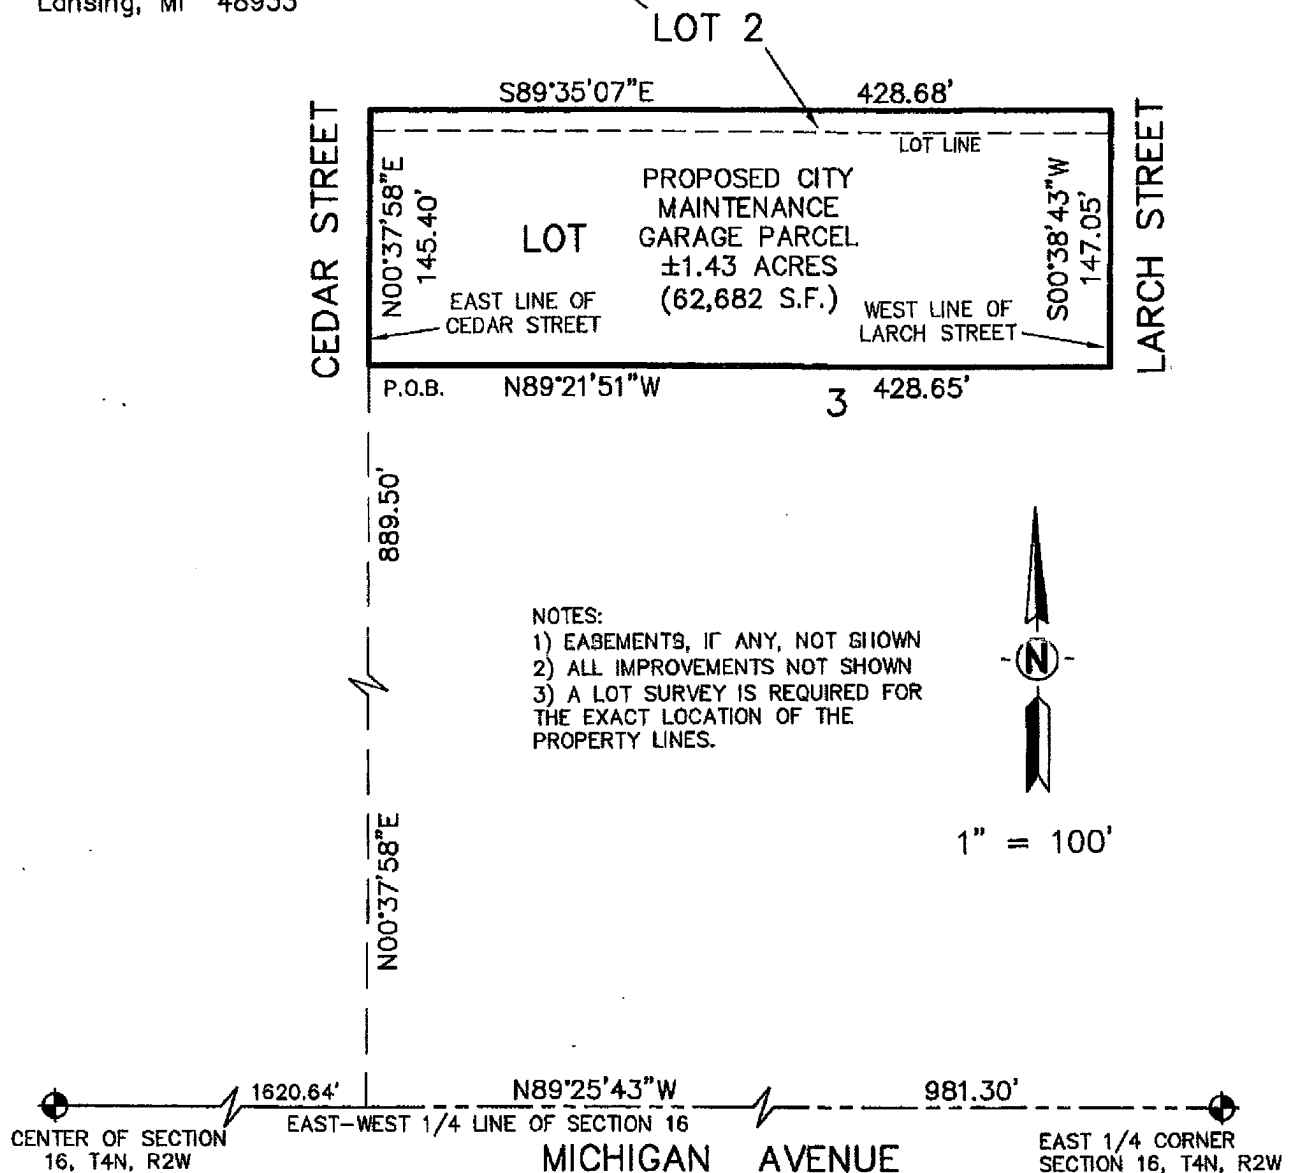 Lansing, MI 48933
LOT 2
S89°35'07"E 428.68'
CEDAR STREET
LARCH STREET
LOT LINE
N00°37'58"E
145.40'
LOT
PROPOSED CITY
MAINTENANCE
GARAGE PARCEL
±1.43 ACRES
(62,682 S.F.)
S00°38'43"W
147.05'
EAST LINE OF
CEDAR STREET
WEST LINE OF
LARCH STREET
P.O.B. N89°21'51"W 428.65'
3
889.50'
NOTES:
1) EASEMENTS, IF ANY, NOT SHOWN
2) ALL IMPROVEMENTS NOT SHOWN
3) A LOT SURVEY IS REQUIRED FOR
THE EXACT LOCATION OF THE
PROPERTY LINES.
N
1" = 100'
N00°37'58"E
1620.64' N89°25'43"W 981.30'
EAST-WEST 1/4 LINE OF SECTION 16
CENTER OF SECTION
16, T4N, R2W
MICHIGAN AVENUE
EAST 1/4 CORNER
SECTION 16, T4N, R2W